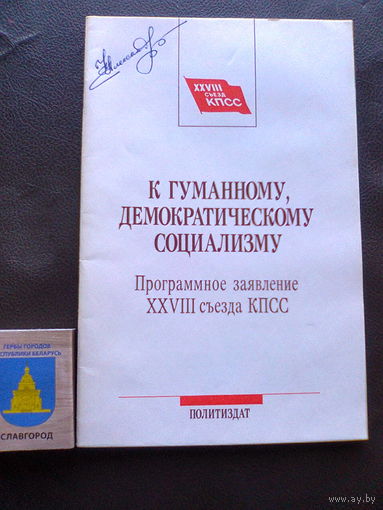 XXVIII
СЪЕЗД
КПСС
К ГУМАННОМУ,
ДЕМОКРАТИЧЕСКОМУ
СОЦИАЛИЗМУ
Программное заявление
XXVIII съезда КПСС
ПОЛИТИЗДАТ
ГЕРБЫ ГОРОДОВ
РЕСПУБЛИКИ БЕЛАРУСЬ
СЛАВГОРОД
www.ay.by